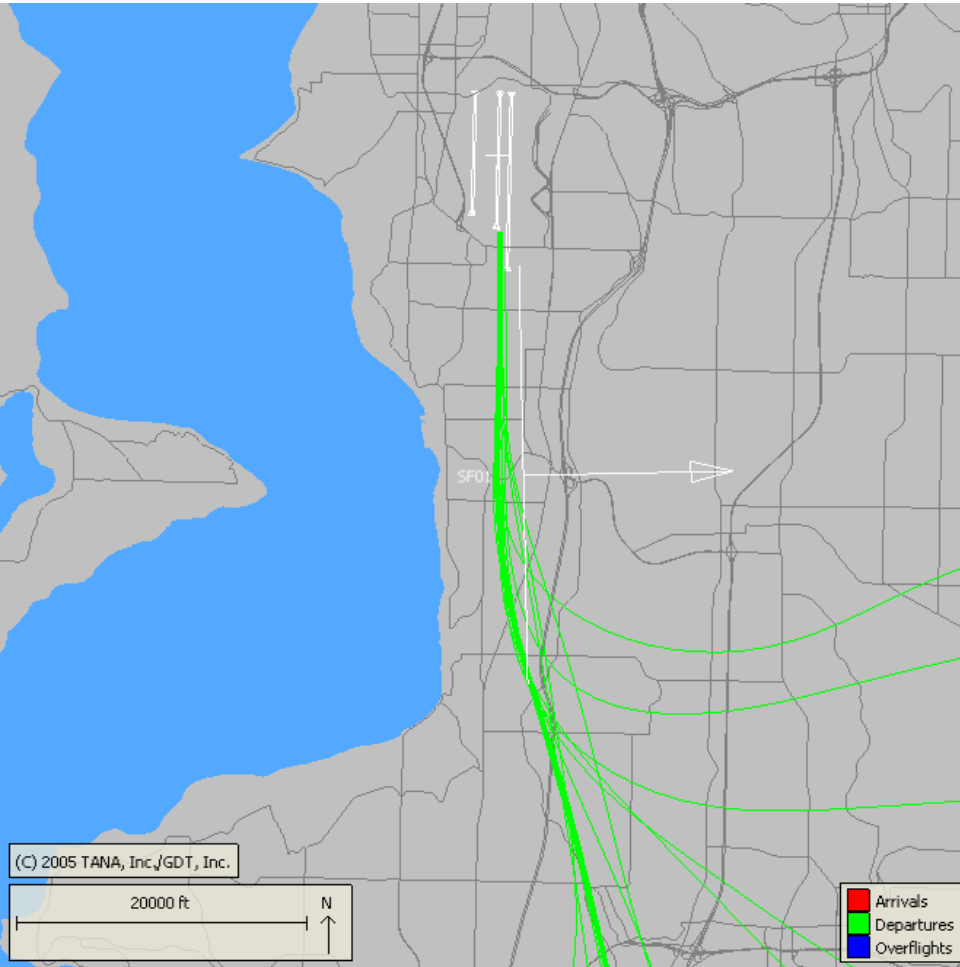 SF01
(C) 2005 TANA, Inc./GDT, Inc.
20000 ft
N
Arrivals
Departures
Overflights